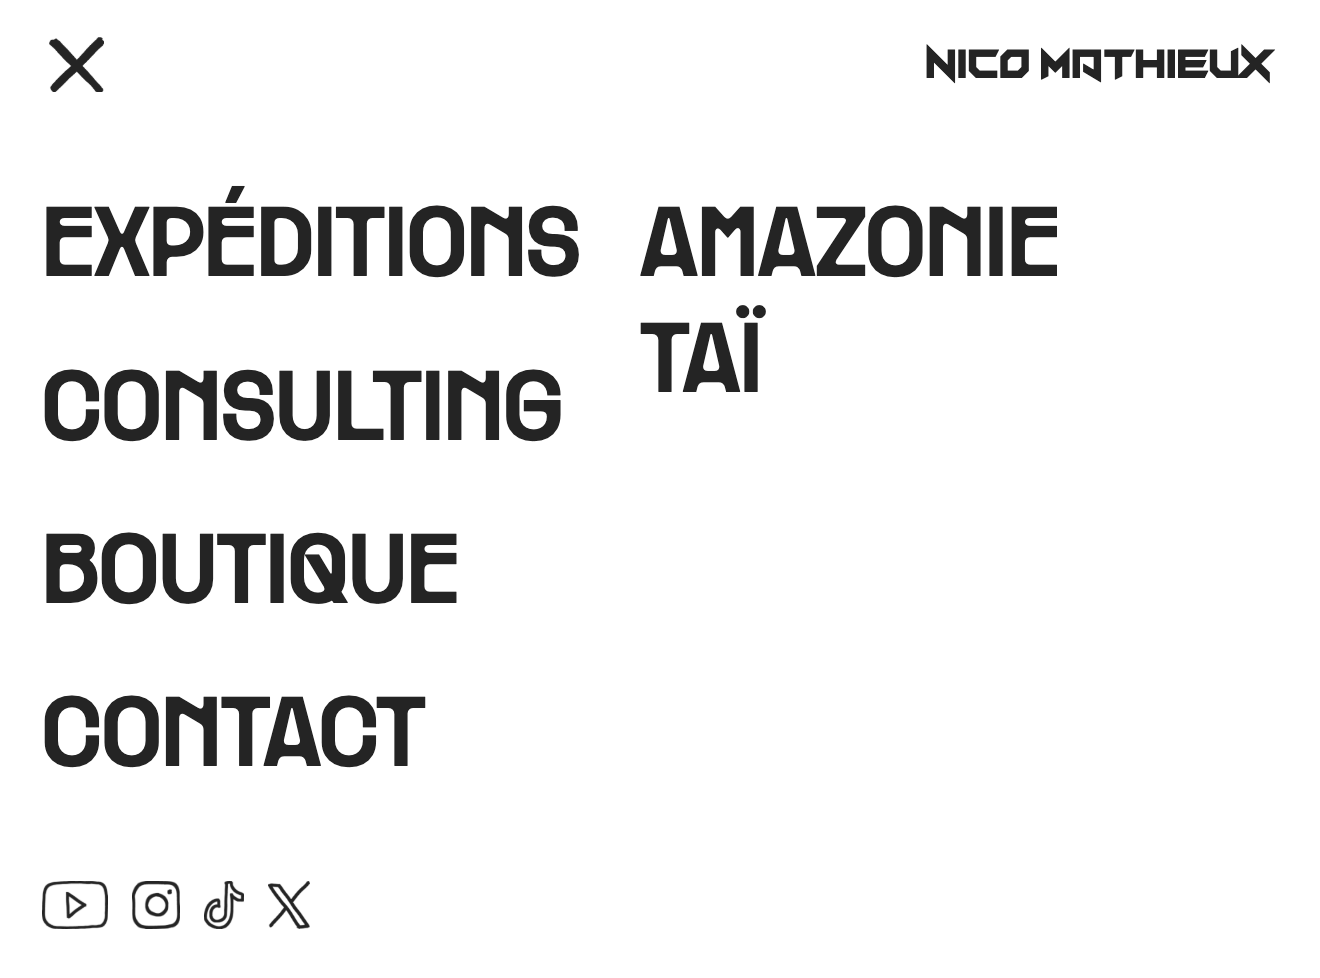 NICO MATHIEUX
EXPÉDITIONS
CONSULTING
BOUTIQUE
CONTACT
AMAZONIE
TAÏ